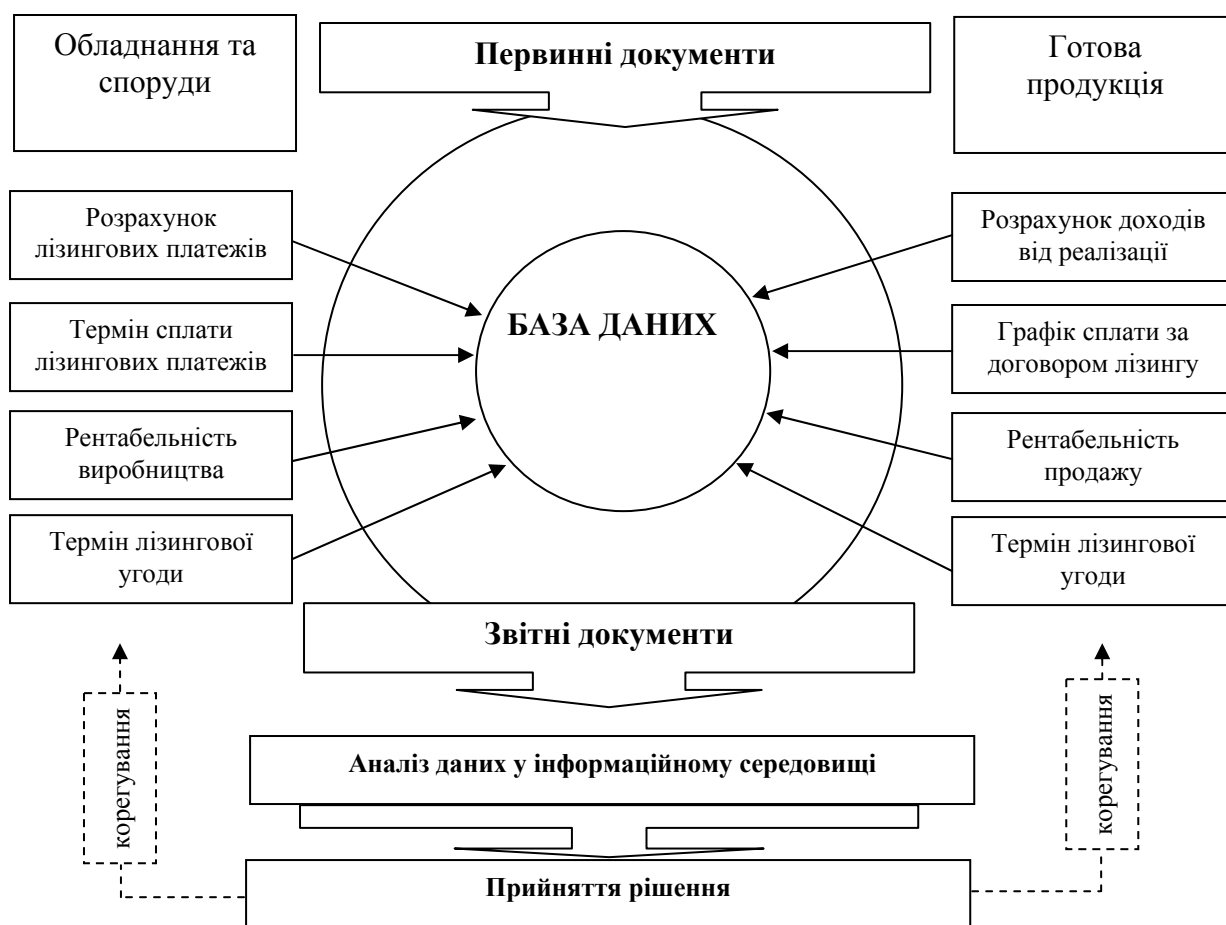 Обладнання та
споруди
Первинні документи
Готова
продукція
Розрахунок
лізингових платежів
Термін сплати
лізингових платежів
Рентабельність
виробництва
Термін лізингової
угоди
БАЗА ДАНИХ
Розрахунок доходів
від реалізації
Графік сплати за
договором лізингу
Рентабельність
продажу
Термін лізингової
угоди
Звітні документи
корегування
корегування
Аналіз даних у інформаційному середовищі
Прийняття рішення